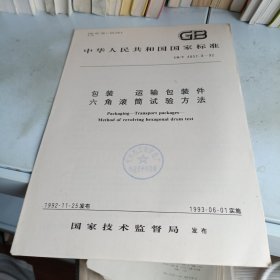 GB
中华人民共和国国家标准
包装 运输包装件
六角滚筒试验方法
Packaging—Transport packages
Method of revolving hexagonal drum test
1992-11-25发布
1993-06-01实施
国家技术监督局 发布